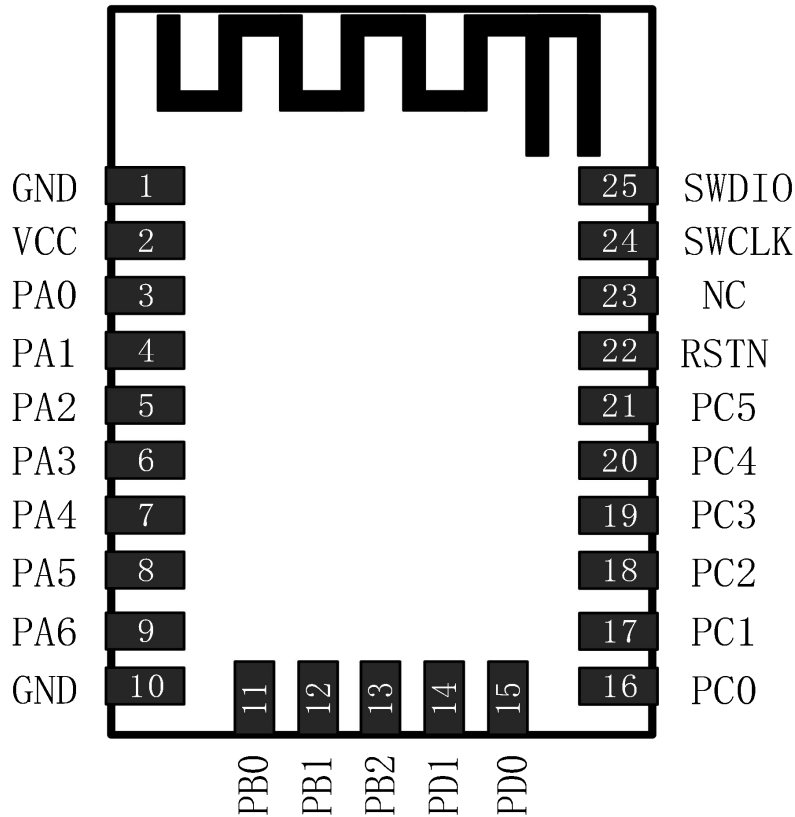 GND 1 25 SWDIO
VCC 2 24 SWCLK
PA0 3 23 NC
PA1 4 22 RSTN
PA2 5 21 PC5
PA3 6 20 PC4
PA4 7 19 PC3
PA5 8 18 PC2
PA6 9 17 PC1
GND 10 16 PC0
11 12 13 14 15
PB0 PB1 PB2 PD1 PD0